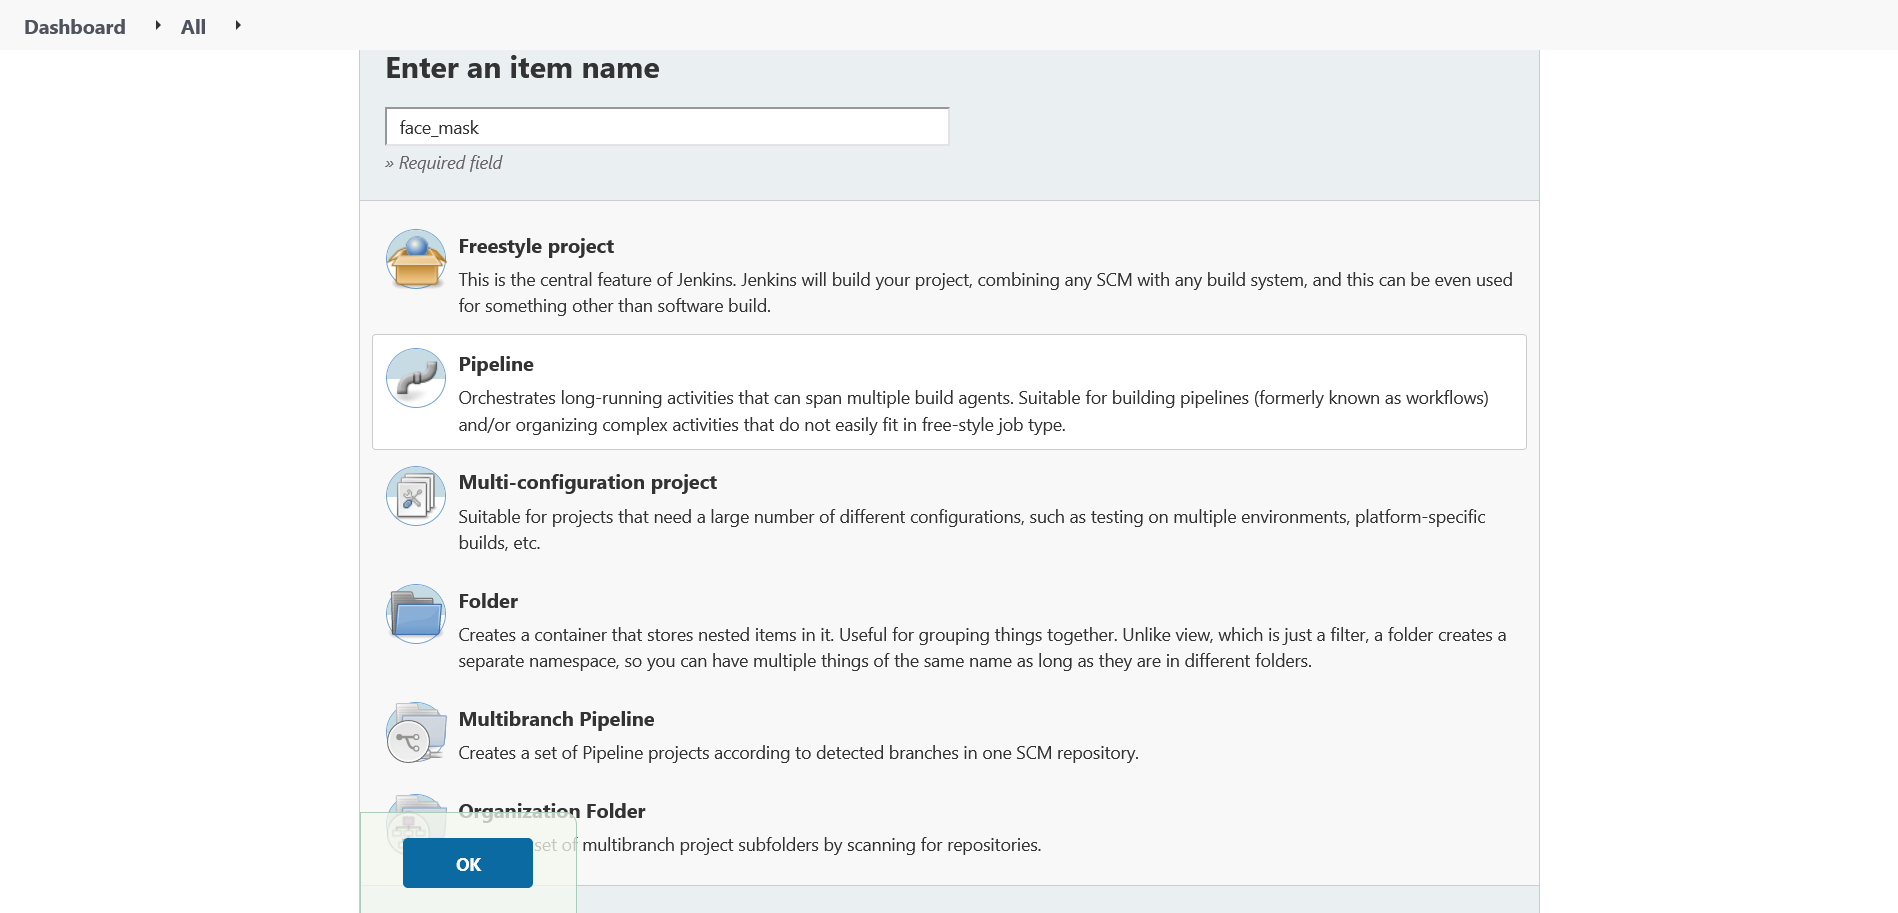 Dashboard All
Enter an item name
face_mask
» Required field
Freestyle project
This is the central feature of Jenkins. Jenkins will build your project, combining any SCM with any build system, and this can be even used
for something other than software build.
Pipeline
Orchestrates long-running activities that can span multiple build agents. Suitable for building pipelines (formerly known as workflows)
and/or organizing complex activities that do not easily fit in free-style job type.
Multi-configuration project
Suitable for projects that need a large number of different configurations, such as testing on multiple environments, platform-specific
builds, etc.
Folder
Creates a container that stores nested items in it. Useful for grouping things together. Unlike view, which is just a filter, a folder creates a
separate namespace, so you can have multiple things of the same name as long as they are in different folders.
Multibranch Pipeline
Creates a set of Pipeline projects according to detected branches in one SCM repository.
Organization Folder
set of multibranch project subfolders by scanning for repositories.
OK